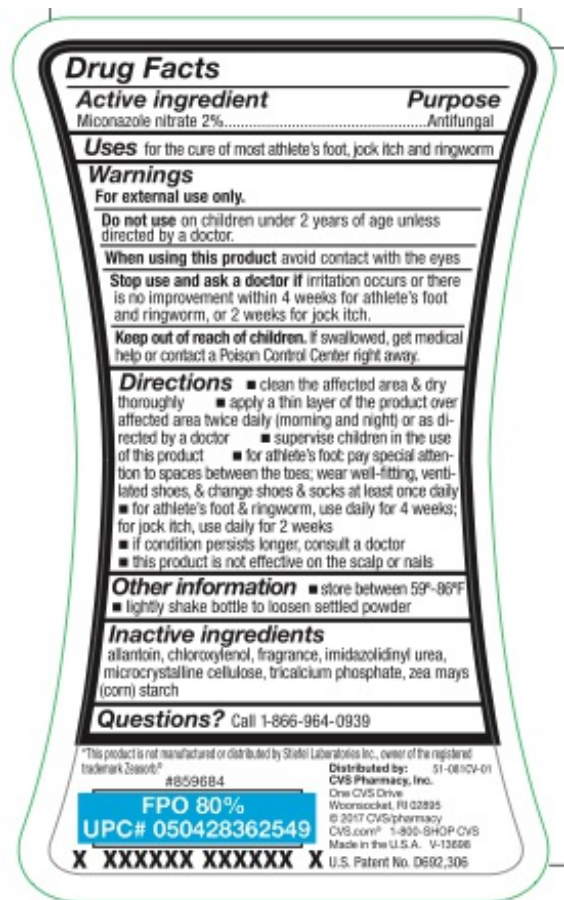 Drug Facts
Active ingredient Purpose
Miconazole nitrate 2%......................................................Antifungal
Uses for the cure of most athlete's foot, jock itch and ringworm
Warnings
For external use only.
Do not use on children under 2 years of age unless
directed by a doctor.
When using this product avoid contact with the eyes
Stop use and ask a doctor if irritation occurs or there
is no improvement within 4 weeks for athlete's foot
and ringworm, or 2 weeks for jock itch.
Keep out of reach of children. If swallowed, get medical
help or contact a Poison Control Center right away.
Directions ■ clean the affected area & dry
thoroughly ■ apply a thin layer of the product over
affected area twice daily (morning and night) or as di-
rected by a doctor ■ supervise children in the use
of this product ■ for athlete's foot: pay special atten-
tion to spaces between the toes; wear well-fitting, venti-
lated shoes, & change shoes & socks at least once daily
■ for athlete's foot & ringworm, use daily for 4 weeks;
for jock itch, use daily for 2 weeks
■ if condition persists longer, consult a doctor
■ this product is not effective on the scalp or nails
Other information ■ store between 59º-86ºF
■ lightly shake bottle to loosen settled powder
Inactive ingredients
allantoin, chloroxylenol, fragrance, imidazolidinyl urea,
microcrystalline cellulose, tricalcium phosphate, zea mays
(corn) starch
Questions? Call 1-866-964-0939
*This product is not manufactured or distributed by Stiefel Laboratories Inc., owner of the registered
trademark Zeasorb.®
#859684
FPO 80%
UPC# 050428362549
X XXXXXX XXXXXX X
Distributed by: 51-081CV-01
CVS Pharmacy, Inc.
One CVS Drive
Woonsocket, RI 02895
© 2017 CVS/pharmacy
CVS.com® 1-800-SHOP CVS
Made in the U.S.A. V-13698
U.S. Patent No. D692,306